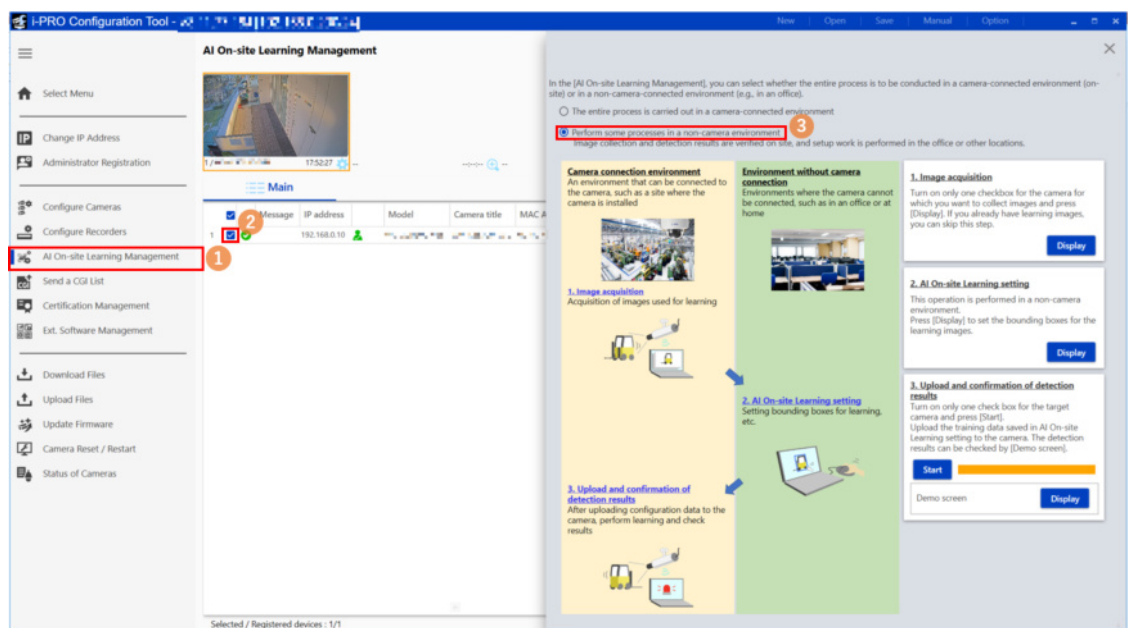 i-PRO Configuration Tool -
New | Open | Save | Manual | Option
Select Menu
Change IP Address
Administrator Registration
Configure Cameras
Configure Recorders
AI On-site Learning Management
1
Send a CGI List
Certification Management
Ext. Software Management
Download Files
Upload Files
Update Firmware
Camera Reset / Restart
Status of Cameras
AI On-site Learning Management
17:52:27
Main
Message IP address Model Camera title MAC A
2
1 192.168.0.10
Selected / Registered devices : 1/1
In the [AI On-site Learning Management], you can select whether the entire process is to be conducted in a camera-connected environment (on-
site) or in a non-camera-connected environment (e.g., in an office).
The entire process is carried out in a camera-connected environment
Perform some processes in a non-camera environment
3
Image collection and detection results are verified on site, and setup work is performed in the office or other locations.
Camera connection environment
An environment that can be connected to
the camera, such as a site where the
camera is installed
1. Image acquisition
Acquisition of images used for learning
3. Upload and confirmation of
detection results
After uploading configuration data to the
camera, perform learning and check
results
Environment without camera
connection
Environments where the camera cannot
be connected, such as in an office or at
home
2. AI On-site Learning setting
Setting bounding boxes for learning,
etc.
1. Image acquisition
Turn on only one checkbox for the camera for
which you want to collect images and press
[Display]. If you already have learning images,
you can skip this step.
Display
2. AI On-site Learning setting
This operation is performed in a non-camera
environment.
Press [Display] to set the bounding boxes for the
learning images.
Display
3. Upload and confirmation of detection
results
Turn on only one check box for the target
camera and press [Start].
Upload the training data saved in AI On-site
Learning setting to the camera. The detection
results can be checked by [Demo screen].
Start
Demo screen
Display